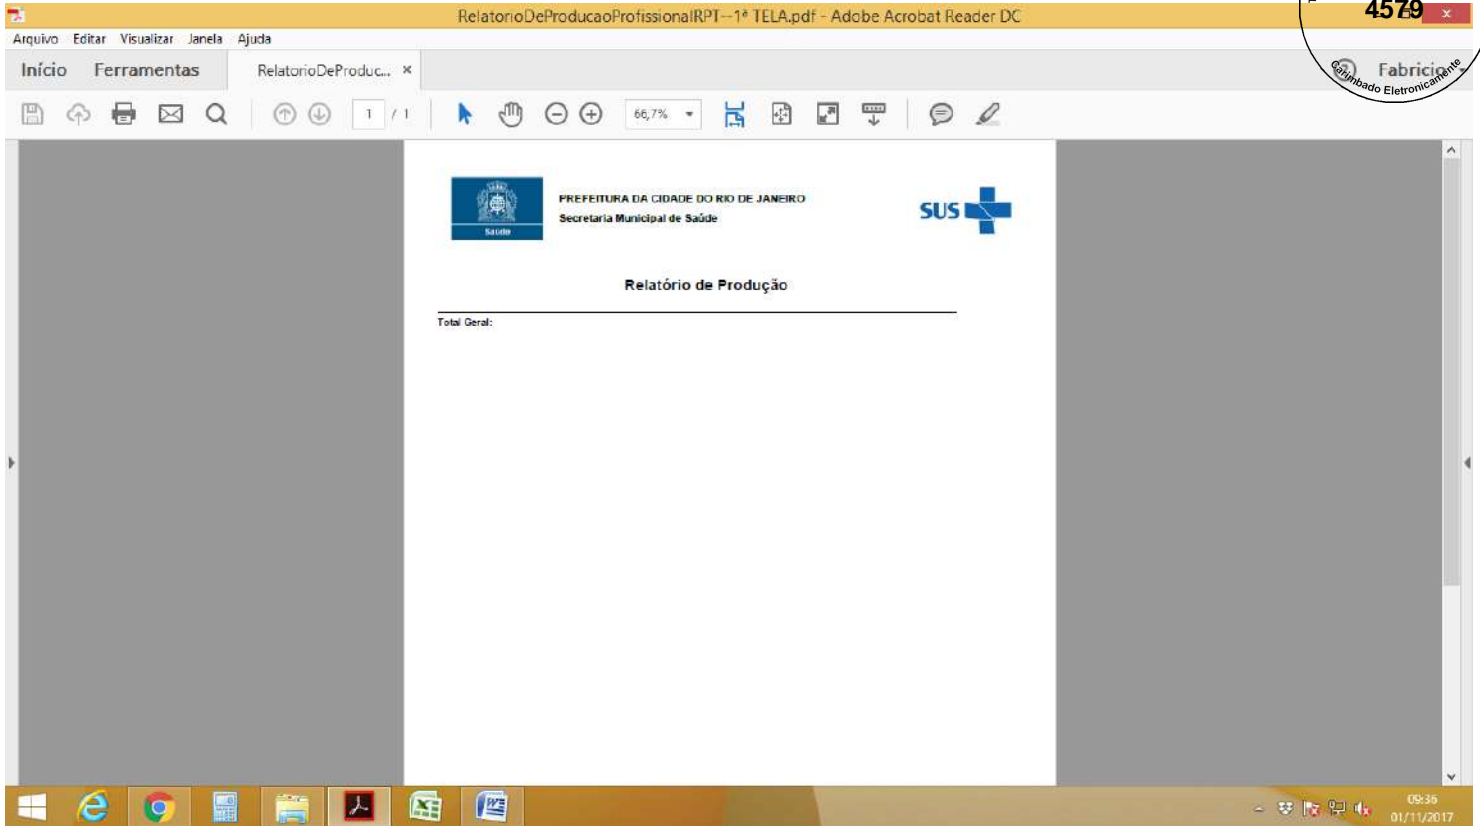 RelatorioDeProducaoProfissionalRPT--1ª TELA.pdf - Adobe Acrobat Reader DC
4579
Arquivo Editar Visualizar Janela Ajuda
Início Ferramentas RelatorioDeProduc... ×
Fabricio
Carimbado Eletronicamente
1 / 1 66,7%
PREFEITURA DA CIDADE DO RIO DE JANEIRO
Secretaria Municipal de Saúde
Saúde
SUS
Relatório de Produção
Total Geral:
09:36
01/11/2017